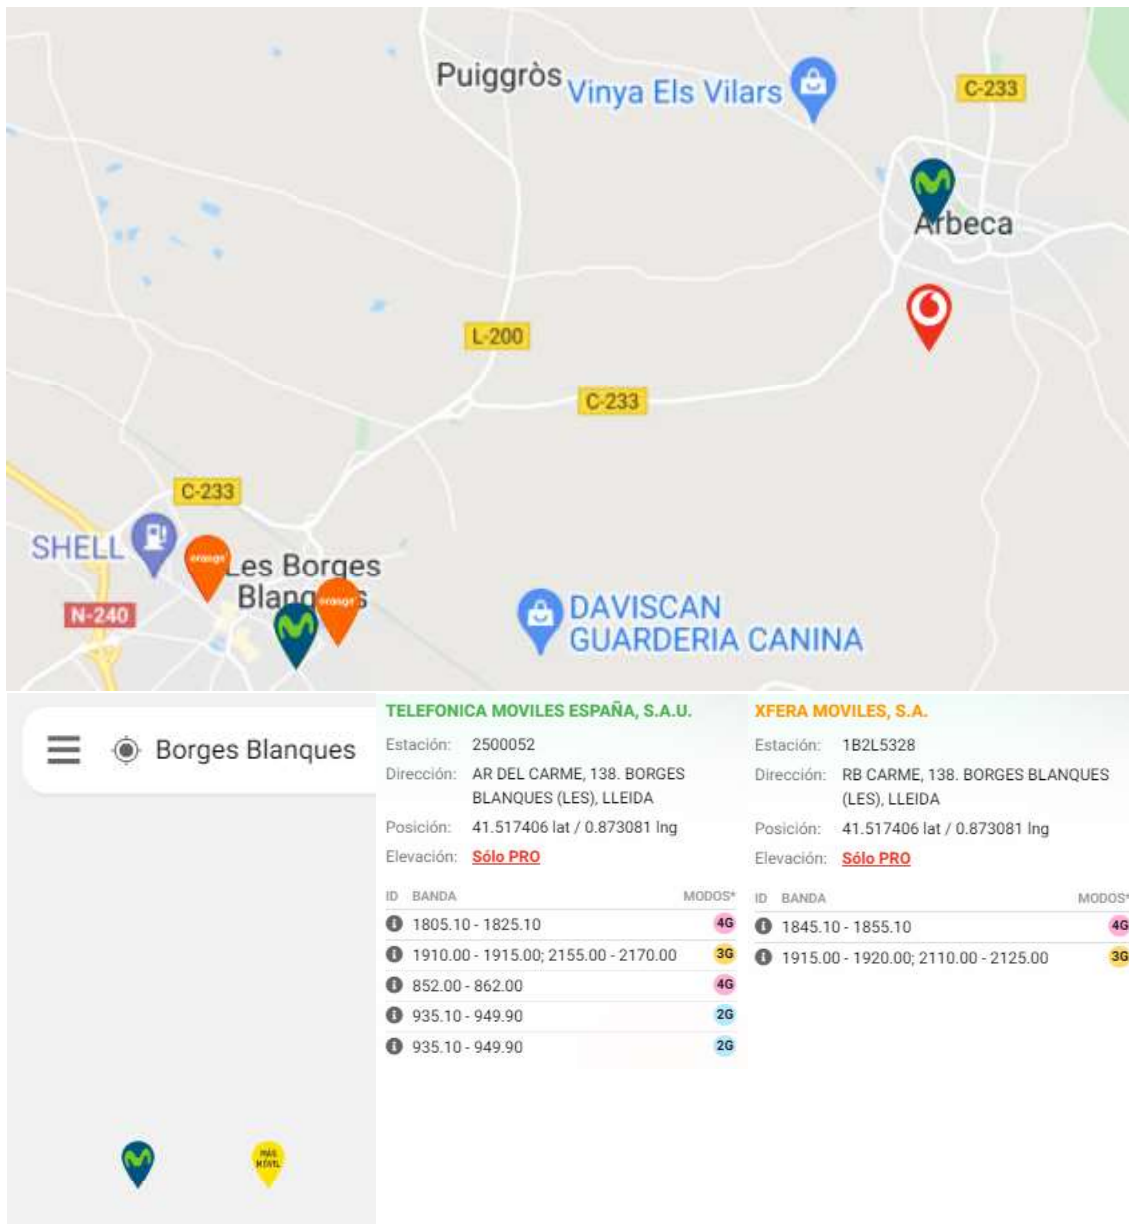 Puiggròs
Vinya Els Vilars
C-233
Arbeca
L-200
C-233
C-233
SHELL
orange
Les Borges
Blanques
orange
N-240
DAVISCAN
GUARDERIA CANINA
Borges Blanques
MÁS
MÓVIL
TELEFONICA MOVILES ESPAÑA, S.A.U.
Estación: 2500052
Dirección: AR DEL CARME, 138. BORGES
BLANQUES (LES), LLEIDA
Posición: 41.517406 lat / 0.873081 lng
Elevación: Sólo PRO
ID BANDA MODOS*
1805.10 - 1825.10 4G
1910.00 - 1915.00; 2155.00 - 2170.00 3G
852.00 - 862.00 4G
935.10 - 949.90 2G
935.10 - 949.90 2G
XFERA MOVILES, S.A.
Estación: 1B2L5328
Dirección: RB CARME, 138. BORGES BLANQUES
(LES), LLEIDA
Posición: 41.517406 lat / 0.873081 lng
Elevación: Sólo PRO
ID BANDA MODOS*
1845.10 - 1855.10 4G
1915.00 - 1920.00; 2110.00 - 2125.00 3G